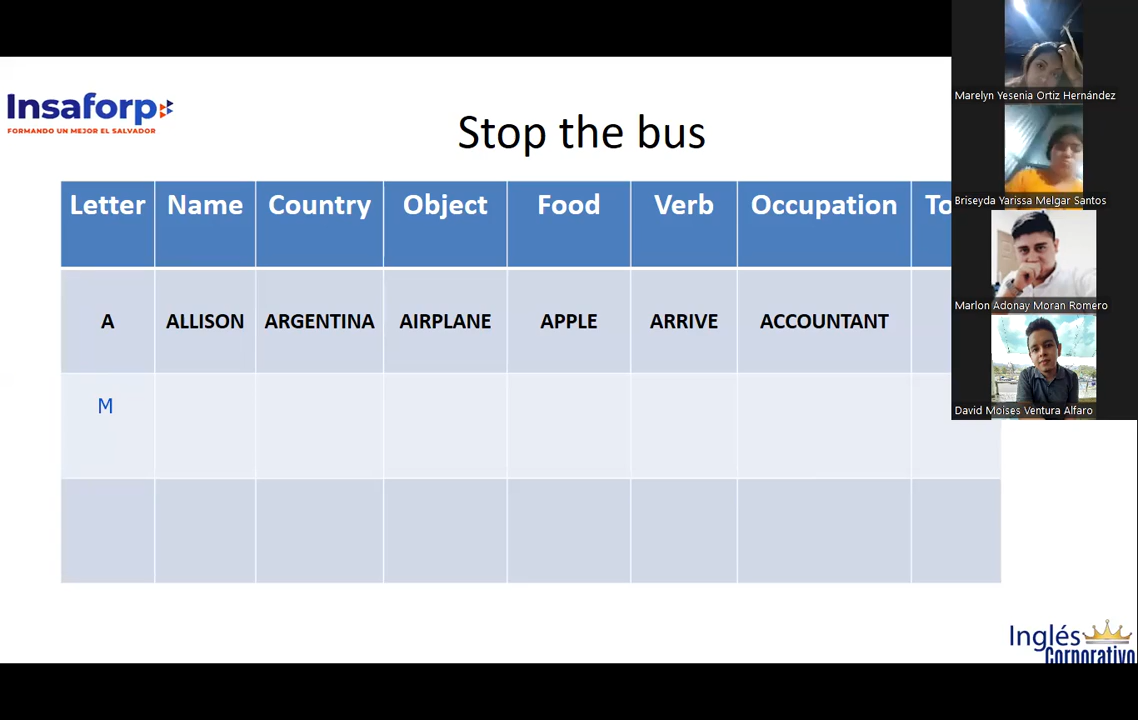 Insaforp
FORMANDO UN MEJOR EL SALVADOR
Stop the bus
Letter Name Country Object Food Verb Occupation To
A ALLISON ARGENTINA AIRPLANE APPLE ARRIVE ACCOUNTANT
M
Marelyn Yesenia Ortiz Hernández
Briseyda Yarissa Melgar Santos
Marlon Adonay Moran Romero
David Moises Ventura Alfaro
Inglés
Corporativo